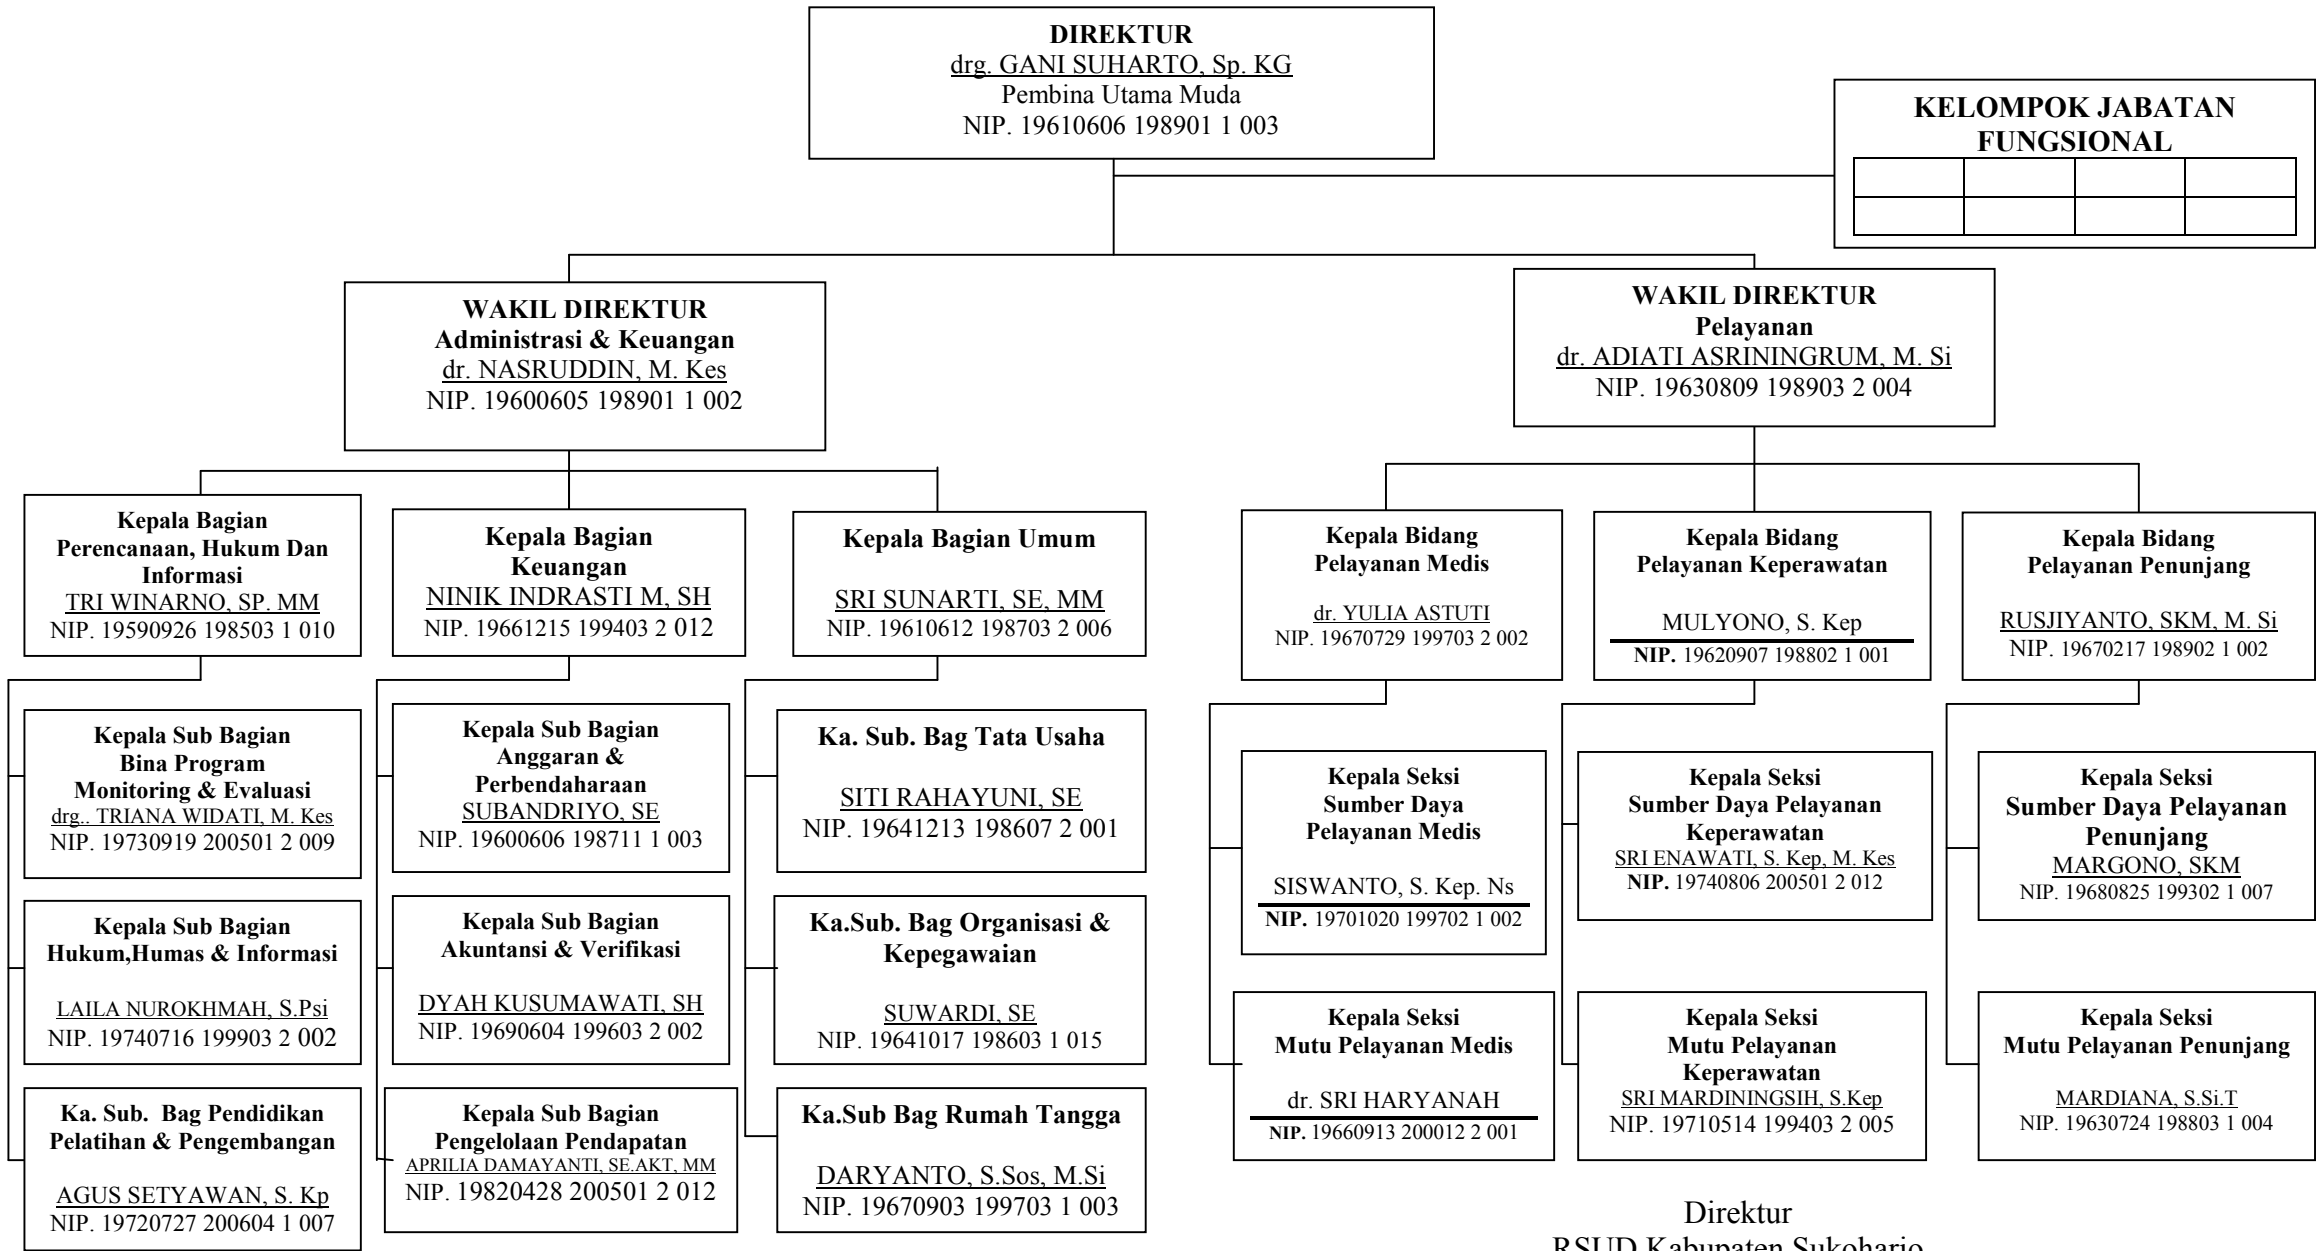 DIREKTUR
drg. GANI SUHARTO, Sp. KG
Pembina Utama Muda
NIP. 19610606 198901 1 003
KELOMPOK JABATAN
FUNGSIONAL
WAKIL DIREKTUR
Administrasi & Keuangan
dr. NASRUDDIN, M. Kes
NIP. 19600605 198901 1 002
WAKIL DIREKTUR
Pelayanan
dr. ADIATI ASRININGRUM, M. Si
NIP. 19630809 198903 2 004
Kepala Bagian
Perencanaan, Hukum Dan
Informasi
TRI WINARNO, SP. MM
NIP. 19590926 198503 1 010
Kepala Bagian
Keuangan
NINIK INDRASTI M, SH
NIP. 19661215 199403 2 012
Kepala Bagian Umum
SRI SUNARTI, SE, MM
NIP. 19610612 198703 2 006
Kepala Bidang
Pelayanan Medis
dr. YULIA ASTUTI
NIP. 19670729 199703 2 002
Kepala Bidang
Pelayanan Keperawatan
MULYONO, S. Kep
NIP. 19620907 198802 1 001
Kepala Bidang
Pelayanan Penunjang
RUSJIYANTO, SKM, M. Si
NIP. 19670217 198902 1 002
Kepala Sub Bagian
Bina Program
Monitoring & Evaluasi
drg.. TRIANA WIDATI, M. Kes
NIP. 19730919 200501 2 009
Kepala Sub Bagian
Anggaran &
Perbendaharaan
SUBANDRIYO, SE
NIP. 19600606 198711 1 003
Ka. Sub. Bag Tata Usaha
SITI RAHAYUNI, SE
NIP. 19641213 198607 2 001
Kepala Seksi
Sumber Daya
Pelayanan Medis
SISWANTO, S. Kep. Ns
NIP. 19701020 199702 1 002
Kepala Seksi
Sumber Daya Pelayanan
Keperawatan
SRI ENAWATI, S. Kep, M. Kes
NIP. 19740806 200501 2 012
Kepala Seksi
Sumber Daya Pelayanan
Penunjang
MARGONO, SKM
NIP. 19680825 199302 1 007
Kepala Sub Bagian
Hukum,Humas & Informasi
LAILA NUROKHMAH, S.Psi
NIP. 19740716 199903 2 002
Kepala Sub Bagian
Akuntansi & Verifikasi
DYAH KUSUMAWATI, SH
NIP. 19690604 199603 2 002
Ka.Sub. Bag Organisasi &
Kepegawaian
SUWARDI, SE
NIP. 19641017 198603 1 015
Kepala Seksi
Mutu Pelayanan Medis
dr. SRI HARYANAH
NIP. 19660913 200012 2 001
Kepala Seksi
Mutu Pelayanan
Keperawatan
SRI MARDININGSIH, S.Kep
NIP. 19710514 199403 2 005
Kepala Seksi
Mutu Pelayanan Penunjang
MARDIANA, S.Si.T
NIP. 19630724 198803 1 004
Ka. Sub. Bag Pendidikan
Pelatihan & Pengembangan
AGUS SETYAWAN, S. Kp
NIP. 19720727 200604 1 007
Kepala Sub Bagian
Pengelolaan Pendapatan
APRILIA DAMAYANTI, SE.AKT, MM
NIP. 19820428 200501 2 012
Ka.Sub Bag Rumah Tangga
DARYANTO, S.Sos, M.Si
NIP. 19670903 199703 1 003
Direktur
RSUD Kabupaten Sukoharjo